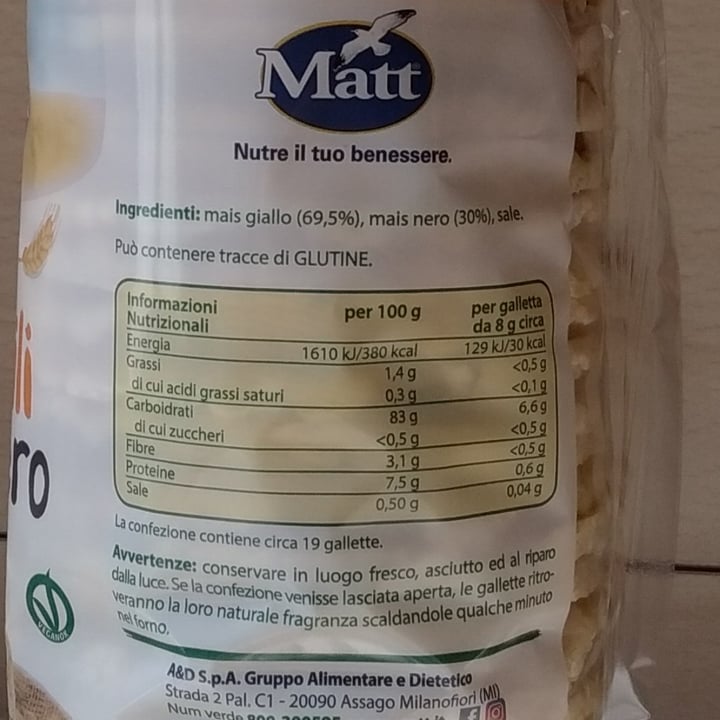 Matt
Nutre il tuo benessere.
Ingredienti: mais giallo (69,5%), mais nero (30%), sale.
Può contenere tracce di GLUTINE.
Informazioni Nutrizionali per 100 g per galletta da 8 g circa
Energia 1610 kJ/380 kcal 129 kJ/30 kcal
Grassi 1,4 g <0,5 g
di cui acidi grassi saturi 0,3 g <0,1 g
Carboidrati 83 g 6,6 g
di cui zuccheri <0,5 g <0,5 g
Fibre 3,1 g <0,5 g
Proteine 7,5 g 0,6 g
Sale 0,50 g 0,04 g
La confezione contiene circa 19 gallette.
Avvertenze: conservare in luogo fresco, asciutto ed al riparo
dalla luce. Se la confezione venisse lasciata aperta, le gallette ritro-
veranno la loro naturale fragranza scaldandole qualche minuto
nel forno.
VEGANOK
A&D S.p.A. Gruppo Alimentare e Dietetico
Strada 2 Pal. C1 - 20090 Assago Milanofiori (MI)
Num verde
li
ro